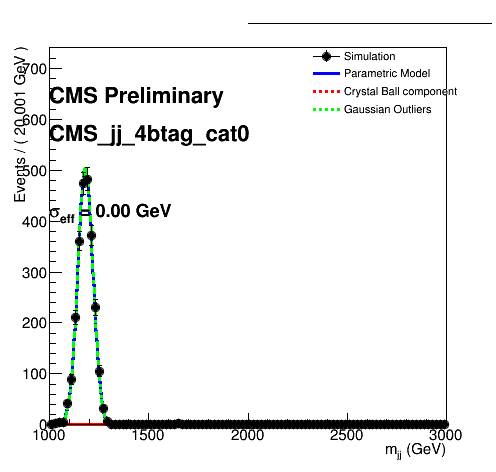 Simulation
Parametric Model
Crystal Ball component
Gaussian Outliers
CMS Preliminary
CMS_jj_4btag_cat0
σeff = 0.00 GeV
Events / ( 20.001 GeV )
700
600
500
400
300
200
100
0
1000 1500 2000 2500 3000
mjj (GeV)